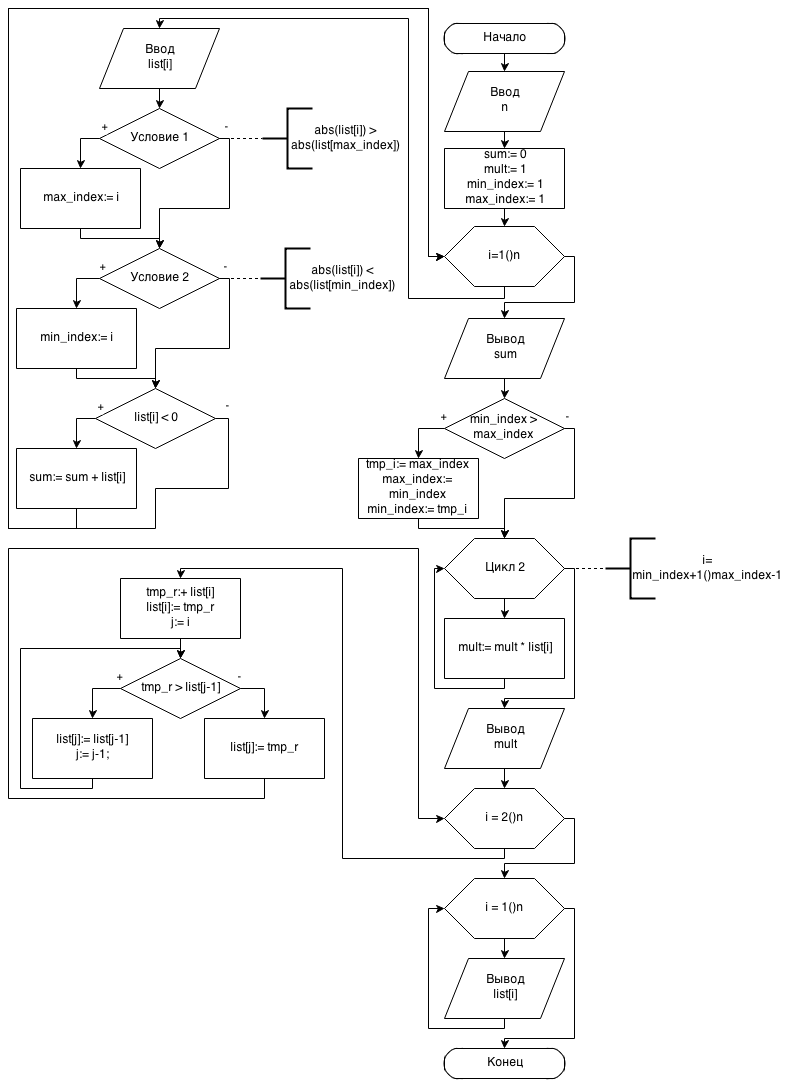 Начало
Ввод
n
sum:= 0
mult:= 1
min_index:= 1
max_index:= 1
i=1()n
Ввод
list[i]
Условие 1
+
-
abs(list[i]) >
abs(list[max_index])
max_index:= i
Условие 2
+
-
abs(list[i]) <
abs(list[min_index])
min_index:= i
list[i] < 0
+
-
sum:= sum + list[i]
Вывод
sum
min_index >
max_index
+
-
tmp_i:= max_index
max_index:=
min_index
min_index:= tmp_i
Цикл 2
i=
min_index+1()max_index-1
mult:= mult * list[i]
Вывод
mult
i = 2()n
tmp_r:+ list[i]
list[i]:= tmp_r
j:= i
tmp_r > list[j-1]
+
-
list[j]:= list[j-1]
j:= j-1;
list[j]:= tmp_r
i = 1()n
Вывод
list[i]
Конец